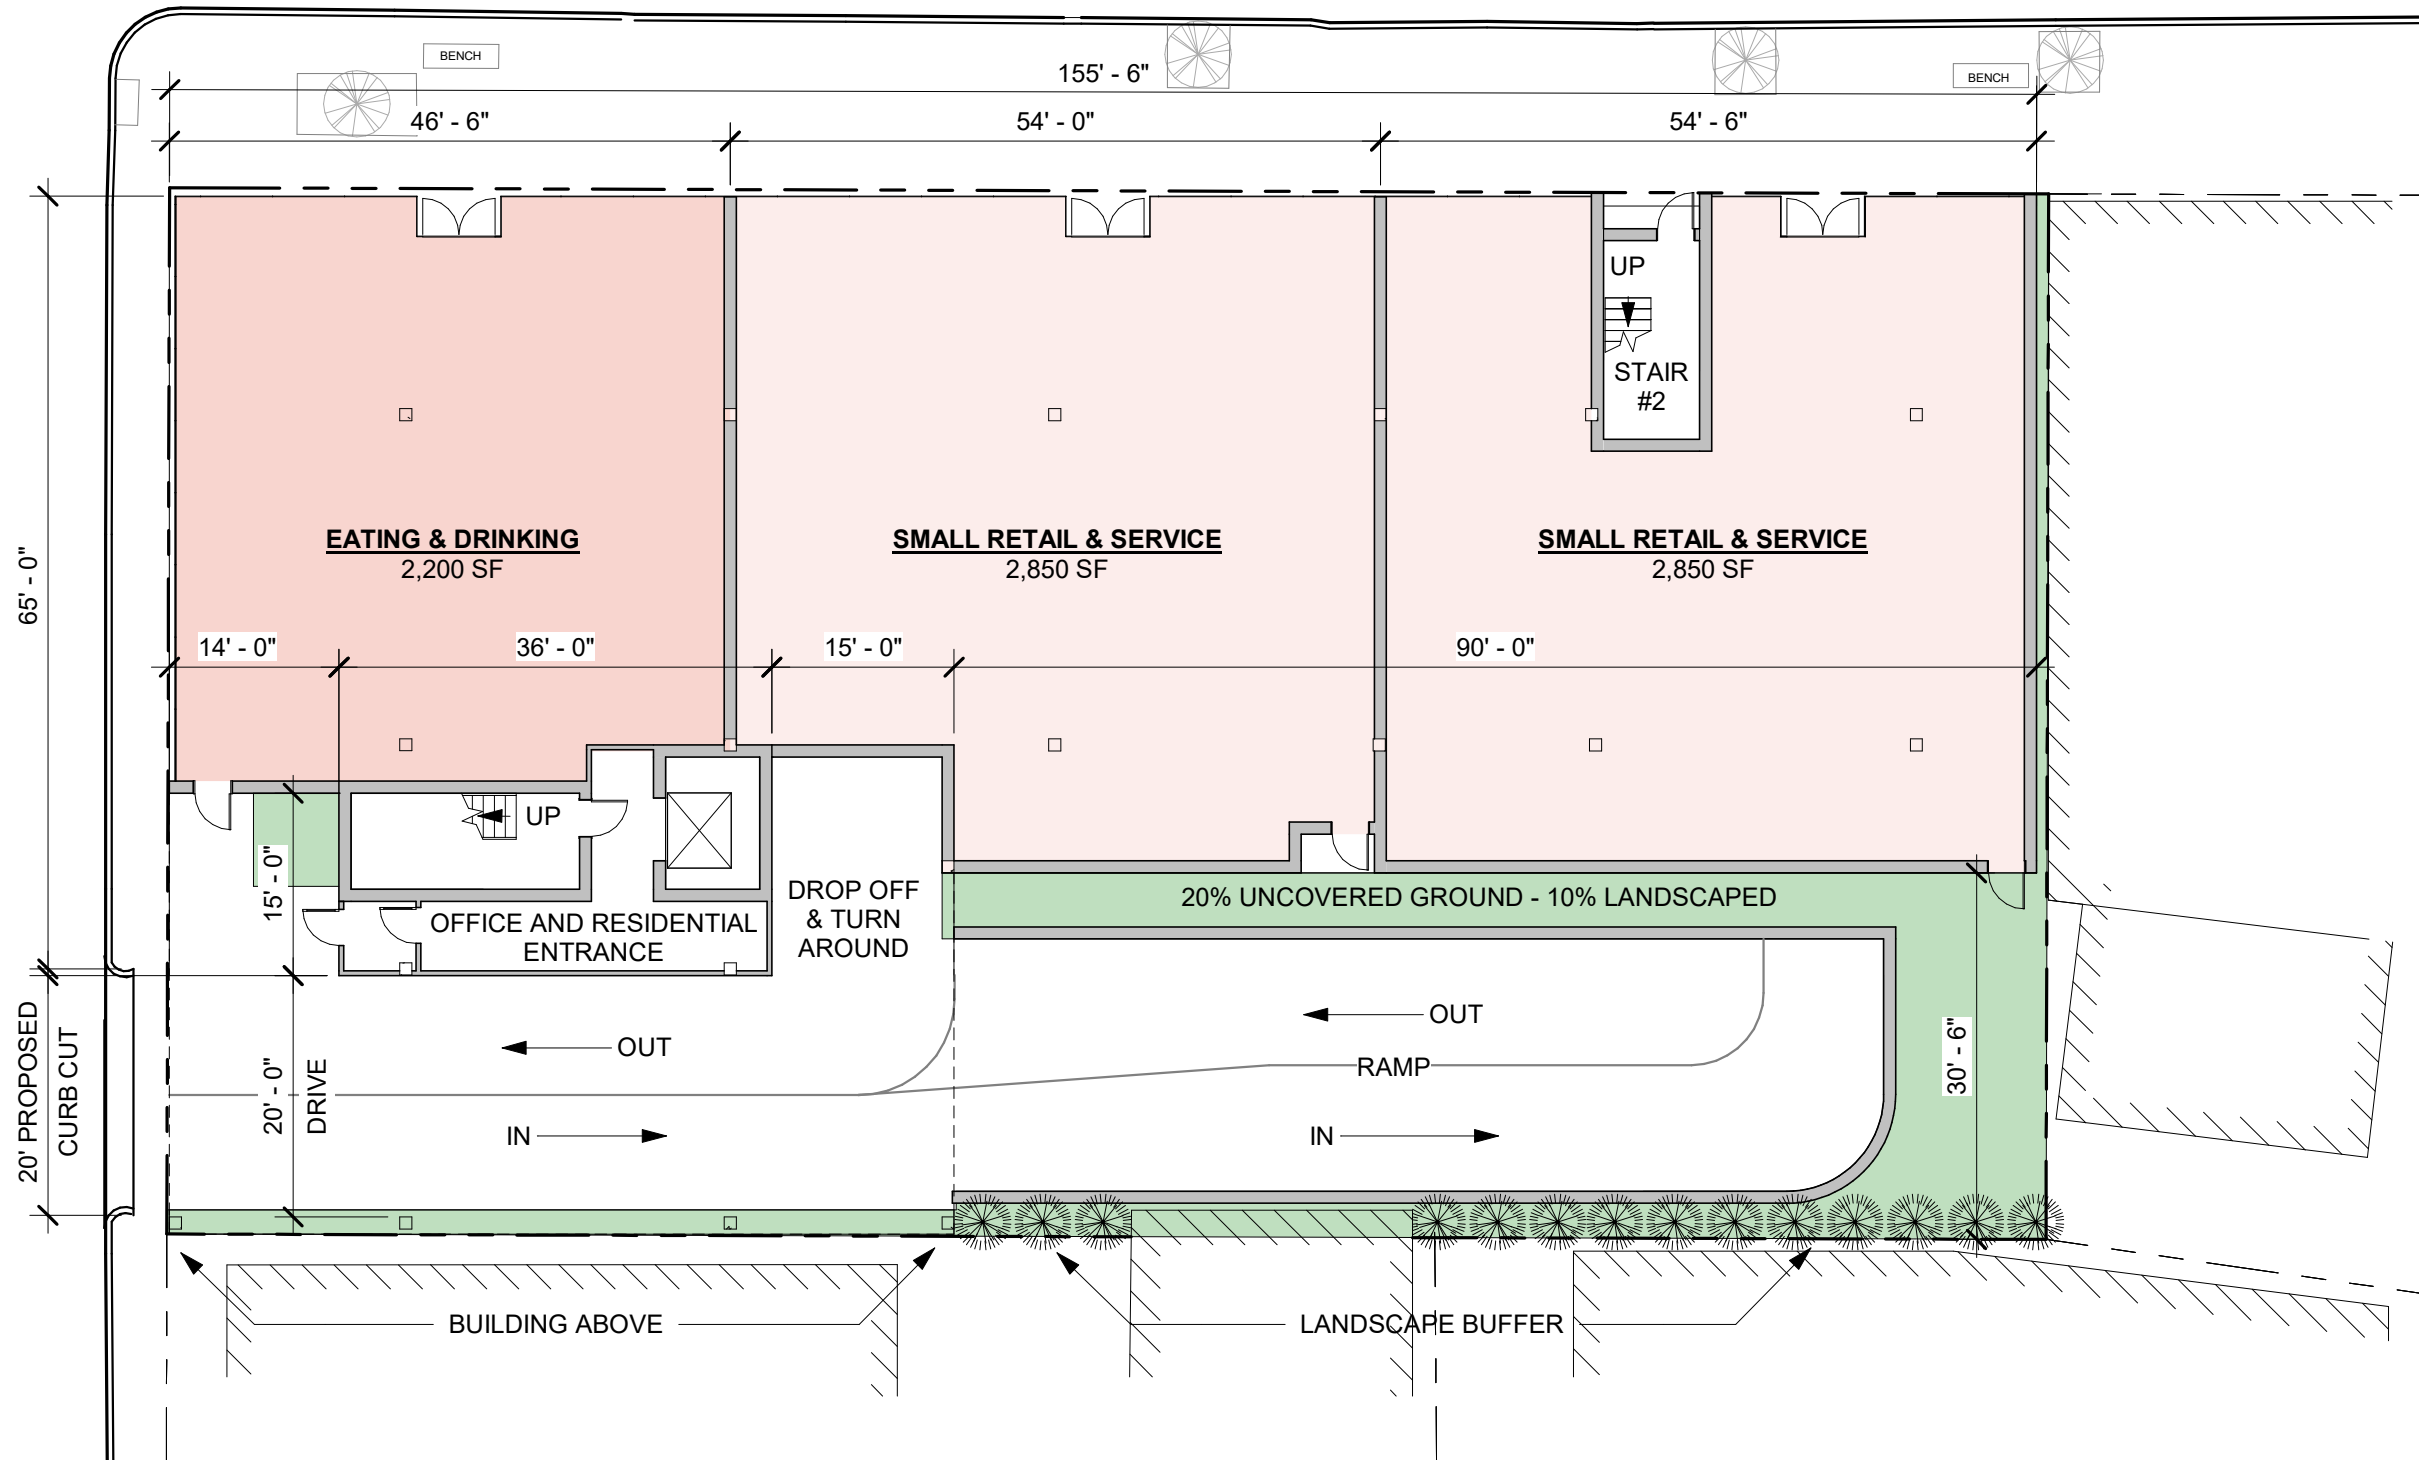 BENCH
155' - 6"
BENCH
46' - 6"
54' - 0"
54' - 6"
UP
STAIR
#2
EATING & DRINKING
2,200 SF
SMALL RETAIL & SERVICE
2,850 SF
SMALL RETAIL & SERVICE
2,850 SF
65' - 0"
14' - 0"
36' - 0"
15' - 0"
90' - 0"
UP
15' - 0"
DROP OFF
& TURN
AROUND
20% UNCOVERED GROUND - 10% LANDSCAPED
OFFICE AND RESIDENTIAL
ENTRANCE
OUT
OUT
RAMP
20' PROPOSED
CURB CUT
20' - 0"
DRIVE
30' - 6"
IN
IN
BUILDING ABOVE
LANDSCAPE BUFFER